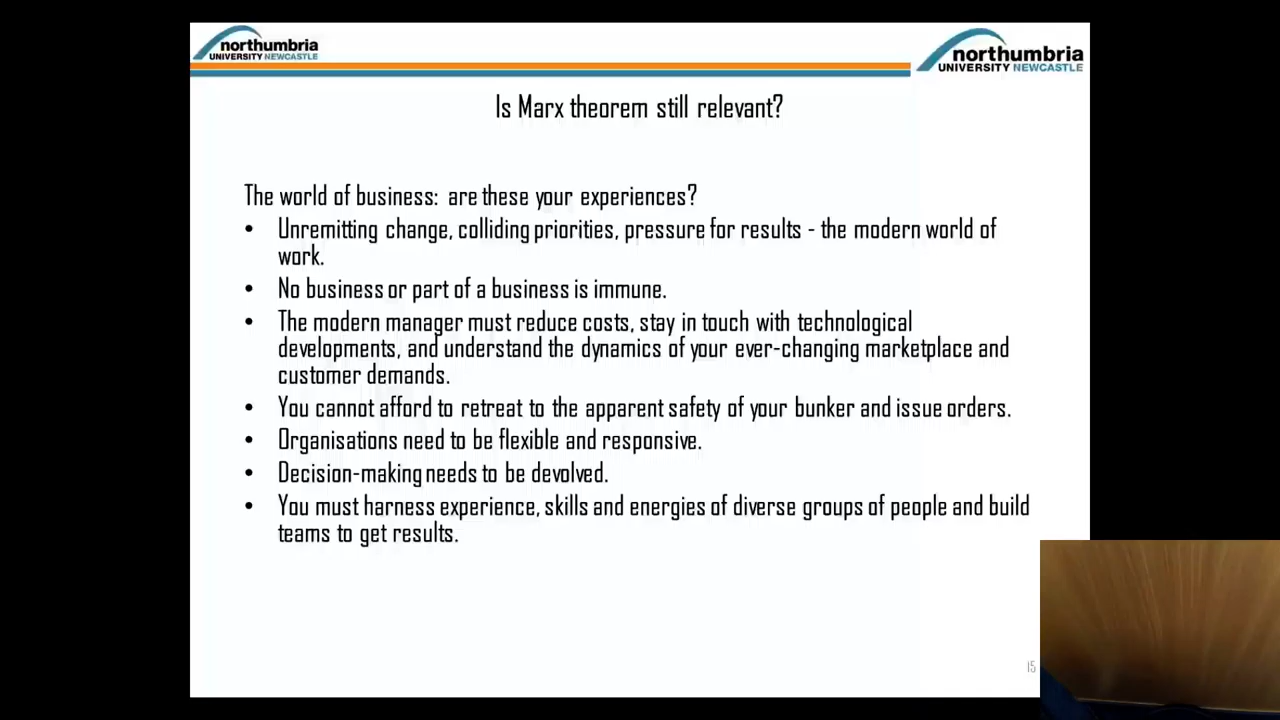 northumbria
UNIVERSITY NEWCASTLE
northumbria
UNIVERSITY NEWCASTLE
Is Marx theorem still relevant?
The world of business: are these your experiences?
• Unremitting change, colliding priorities, pressure for results - the modern world of
work.
• No business or part of a business is immune.
• The modern manager must reduce costs, stay in touch with technological
developments, and understand the dynamics of your ever-changing marketplace and
customer demands.
• You cannot afford to retreat to the apparent safety of your bunker and issue orders.
• Organisations need to be flexible and responsive.
• Decision-making needs to be devolved.
• You must harness experience, skills and energies of diverse groups of people and build
teams to get results.
15